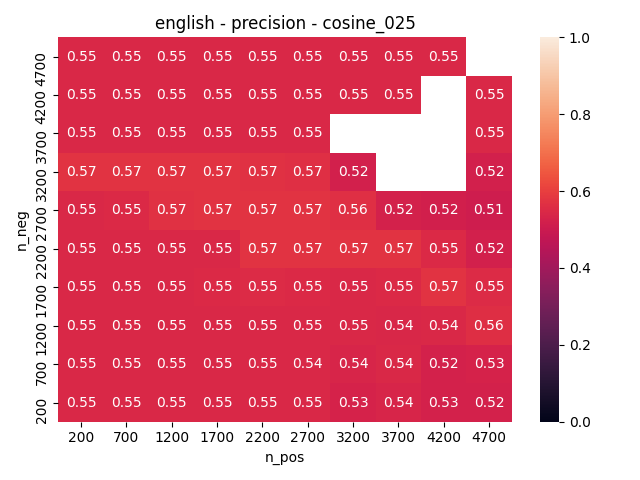 english - precision - cosine_025
4700 0.55 0.55 0.55 0.55 0.55 0.55 0.55 0.55 0.55
4200 0.55 0.55 0.55 0.55 0.55 0.55 0.55 0.55 0.55
3700 0.55 0.55 0.55 0.55 0.55 0.55 0.55
3200 0.57 0.57 0.57 0.57 0.57 0.57 0.52 0.52
2700 0.55 0.55 0.57 0.57 0.57 0.57 0.56 0.52 0.52 0.51
2200 0.55 0.55 0.55 0.55 0.57 0.57 0.57 0.57 0.55 0.52
1700 0.55 0.55 0.55 0.55 0.55 0.55 0.55 0.55 0.57 0.55
1200 0.55 0.55 0.55 0.55 0.55 0.55 0.55 0.54 0.54 0.56
700 0.55 0.55 0.55 0.55 0.55 0.54 0.54 0.54 0.52 0.53
200 0.55 0.55 0.55 0.55 0.55 0.55 0.53 0.54 0.53 0.52
200 700 1200 1700 2200 2700 3200 3700 4200 4700
n_pos
n_neg
1.0
0.8
0.6
0.4
0.2
0.0